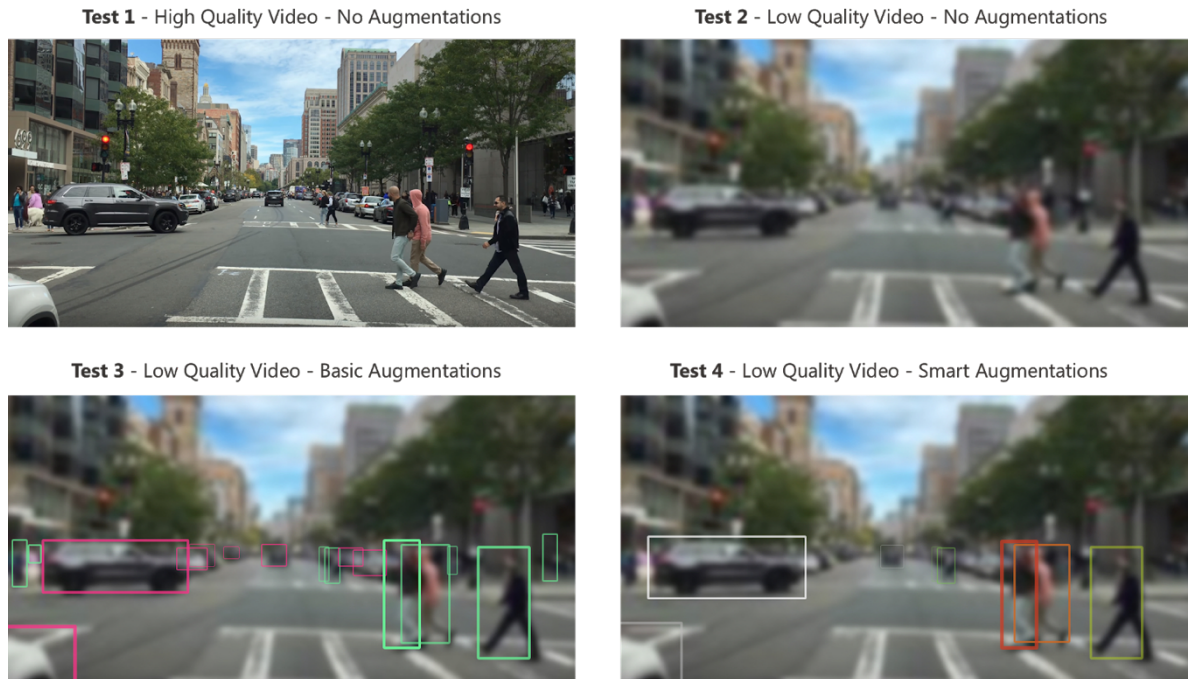 Test 1 - High Quality Video - No Augmentations
Test 2 - Low Quality Video - No Augmentations
Test 3 - Low Quality Video - Basic Augmentations
Test 4 - Low Quality Video - Smart Augmentations